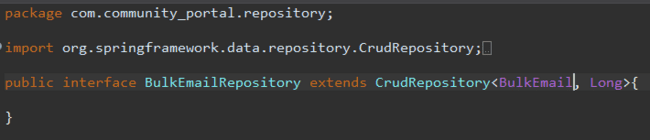 package com.community_portal.repository;
import org.springframework.data.repository.CrudRepository;
public interface BulkEmailRepository extends CrudRepository<BulkEmail, Long>{
}